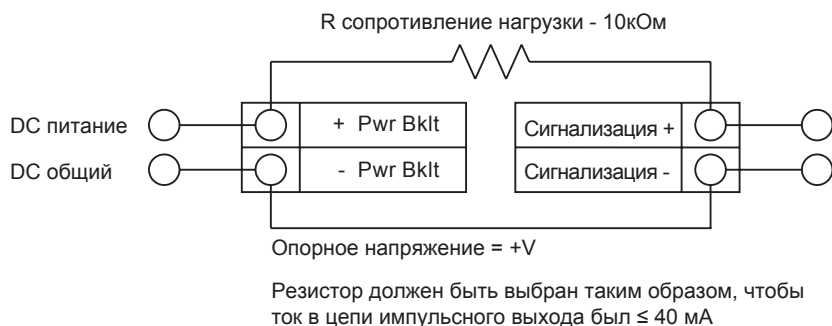 R сопротивление нагрузки - 10кОм
DC питание
+ Pwr Bklt
Сигнализация +
DC общий
- Pwr Bklt
Сигнализация -
Опорное напряжение = +V
Резистор должен быть выбран таким образом, чтобы
ток в цепи импульсного выхода был ≤ 40 мА